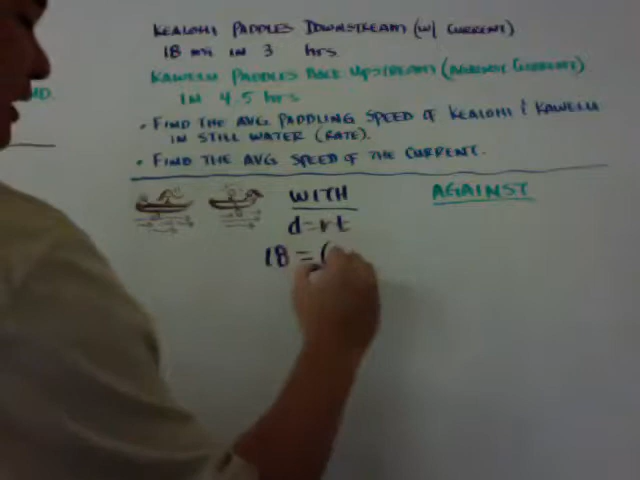 KEALOHI PADDLES DOWNSTREAM (W/ CURRENT)
18 mi IN 3 hrs
KAWELU PADDLES BACK UPSTREAM (AGAINST CURRENT)
IN 4.5 hrs
• FIND THE AVG PADDLING SPEED OF KEALOHI & KAWELU
IN STILL WATER (RATE).
• FIND THE AVG SPEED OF THE CURRENT.
WITH
AGAINST
d=rt
18 = (